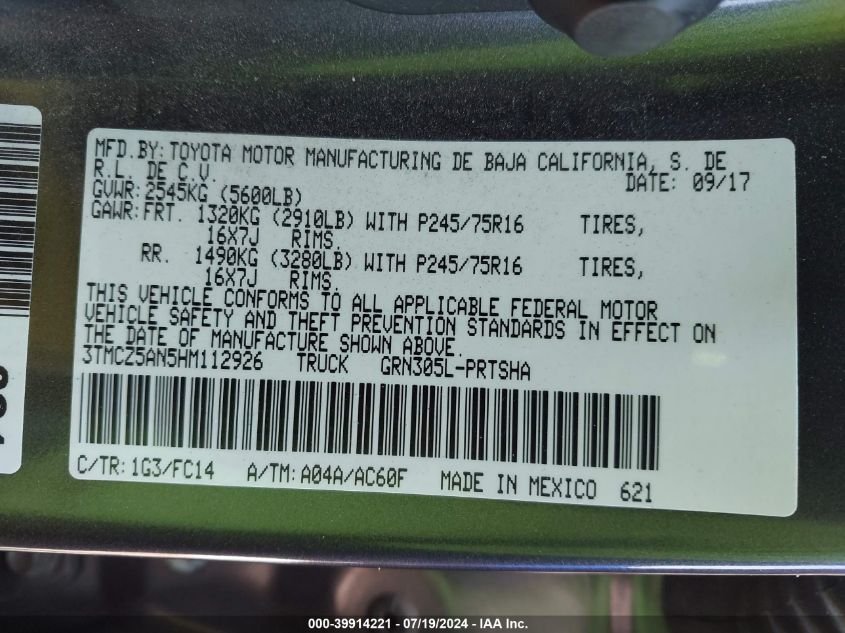 MFD.BY:TOYOTA MOTOR MANUFACTURING DE BAJA CALIFORNIA, S. DE
R.L. DE C.V. DATE: 09/17
GVWR:2545KG (5600LB)
GAWR:FRT. 1320KG (2910LB) WITH P245/75R16 TIRES,
16X7J RIMS.
RR. 1490KG (3280LB) WITH P245/75R16 TIRES,
16X7J RIMS.
THIS VEHICLE CONFORMS TO ALL APPLICABLE FEDERAL MOTOR
VEHICLE SAFETY AND THEFT PREVENTION STANDARDS IN EFFECT ON
THE DATE OF MANUFACTURE SHOWN ABOVE.
3TMCZ5AN5HM112926 TRUCK GRN305L-PRTSHA
C/TR:1G3/FC14 A/TM:A04A/AC60F MADE IN MEXICO 621
000-39914221 - 07/19/2024 - IAA Inc.